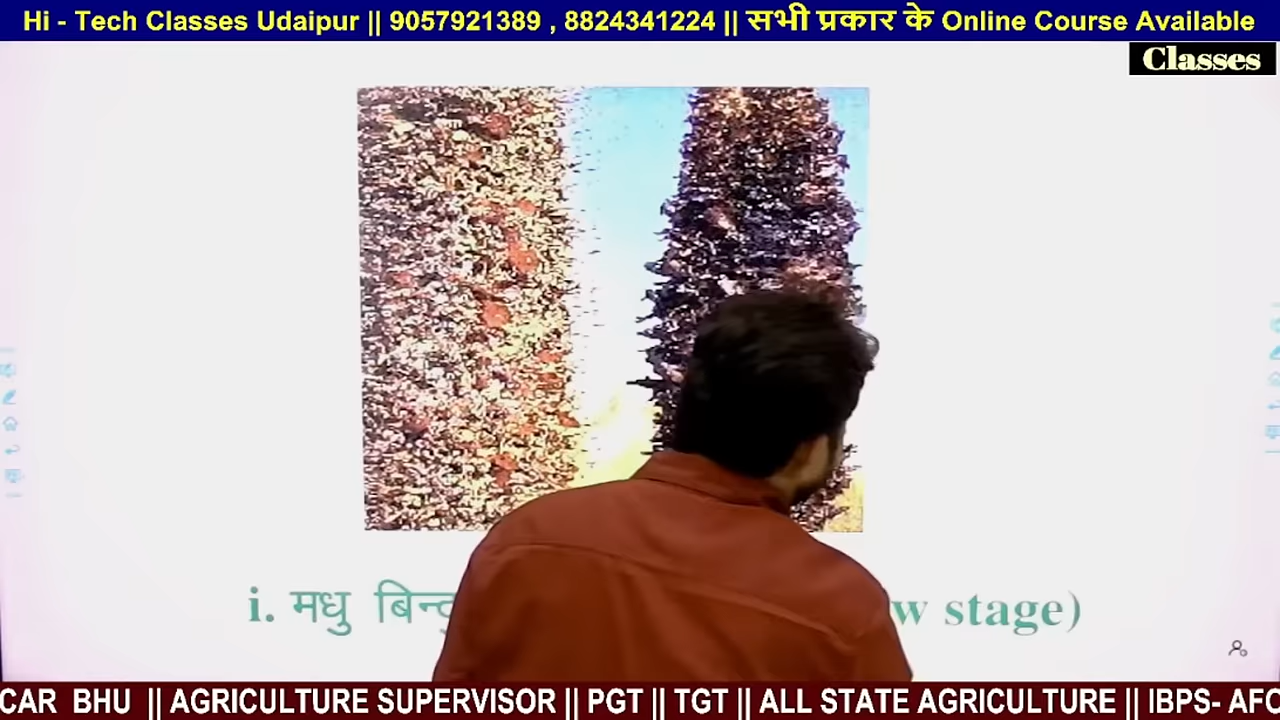 Hi - Tech Classes Udaipur || 9057921389 , 8824341224 || सभी प्रकार के Online Course Available
Classes
i. मधु stage)
CAR BHU || AGRICULTURE SUPERVISOR || PGT || TGT || ALL STATE AGRICULTURE || IBPS- AFO